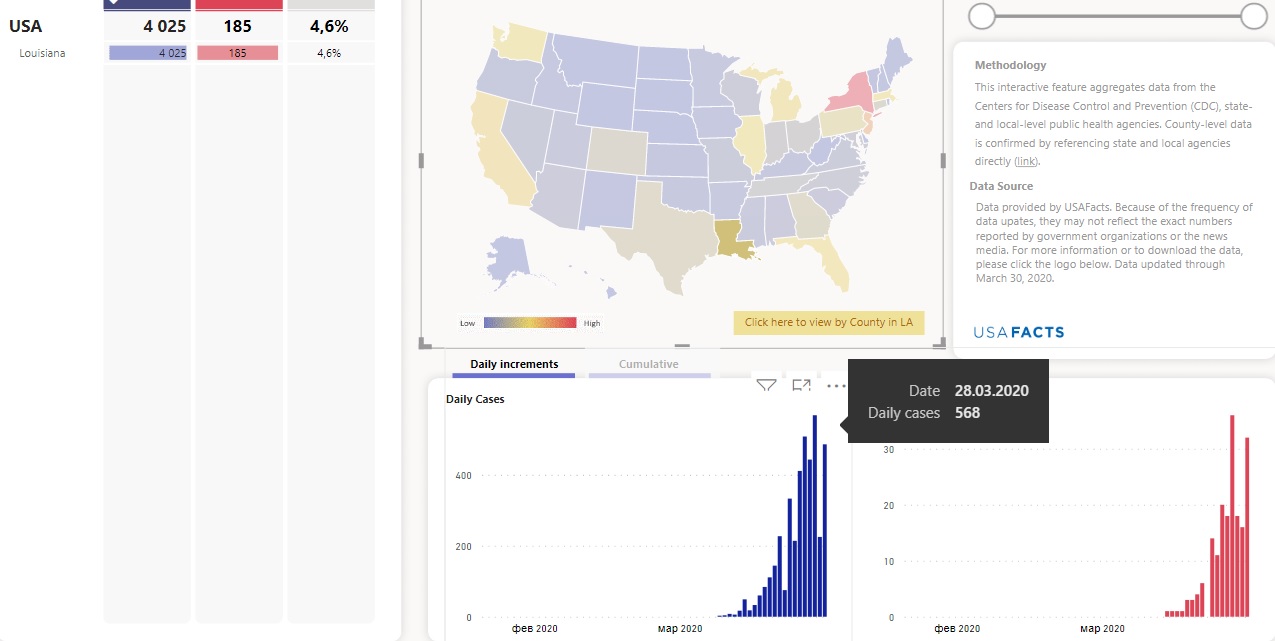 USA 4 025 185 4,6%
Louisiana 4 025 185 4,6%
Low High
Click here to view by County in LA
Methodology
This interactive feature aggregates data from the
Centers for Disease Control and Prevention (CDC), state-
and local-level public health agencies. County-level data
is confirmed by referencing state and local agencies
directly (link).
Data Source
Data provided by USAFacts. Because of the frequency of
data upates, they may not reflect the exact numbers
reported by government organizations or the news
media. For more information or to download the data,
please click the logo below. Data updated through
March 30, 2020.
USAFACTS
Daily increments Cumulative
Daily Cases
Date 28.03.2020
Daily cases 568
400
200
0
фев 2020 мар 2020
30
20
10
0
фев 2020 мар 2020